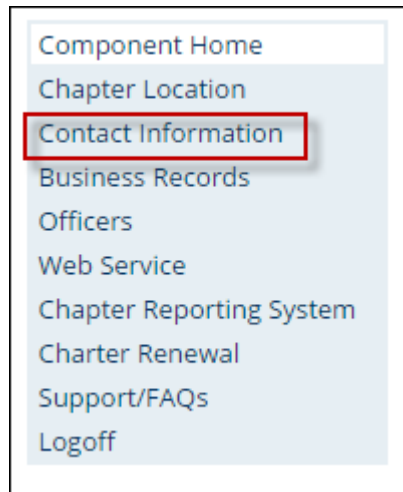 Component Home
Chapter Location
Contact Information
Business Records
Officers
Web Service
Chapter Reporting System
Charter Renewal
Support/FAQs
Logoff